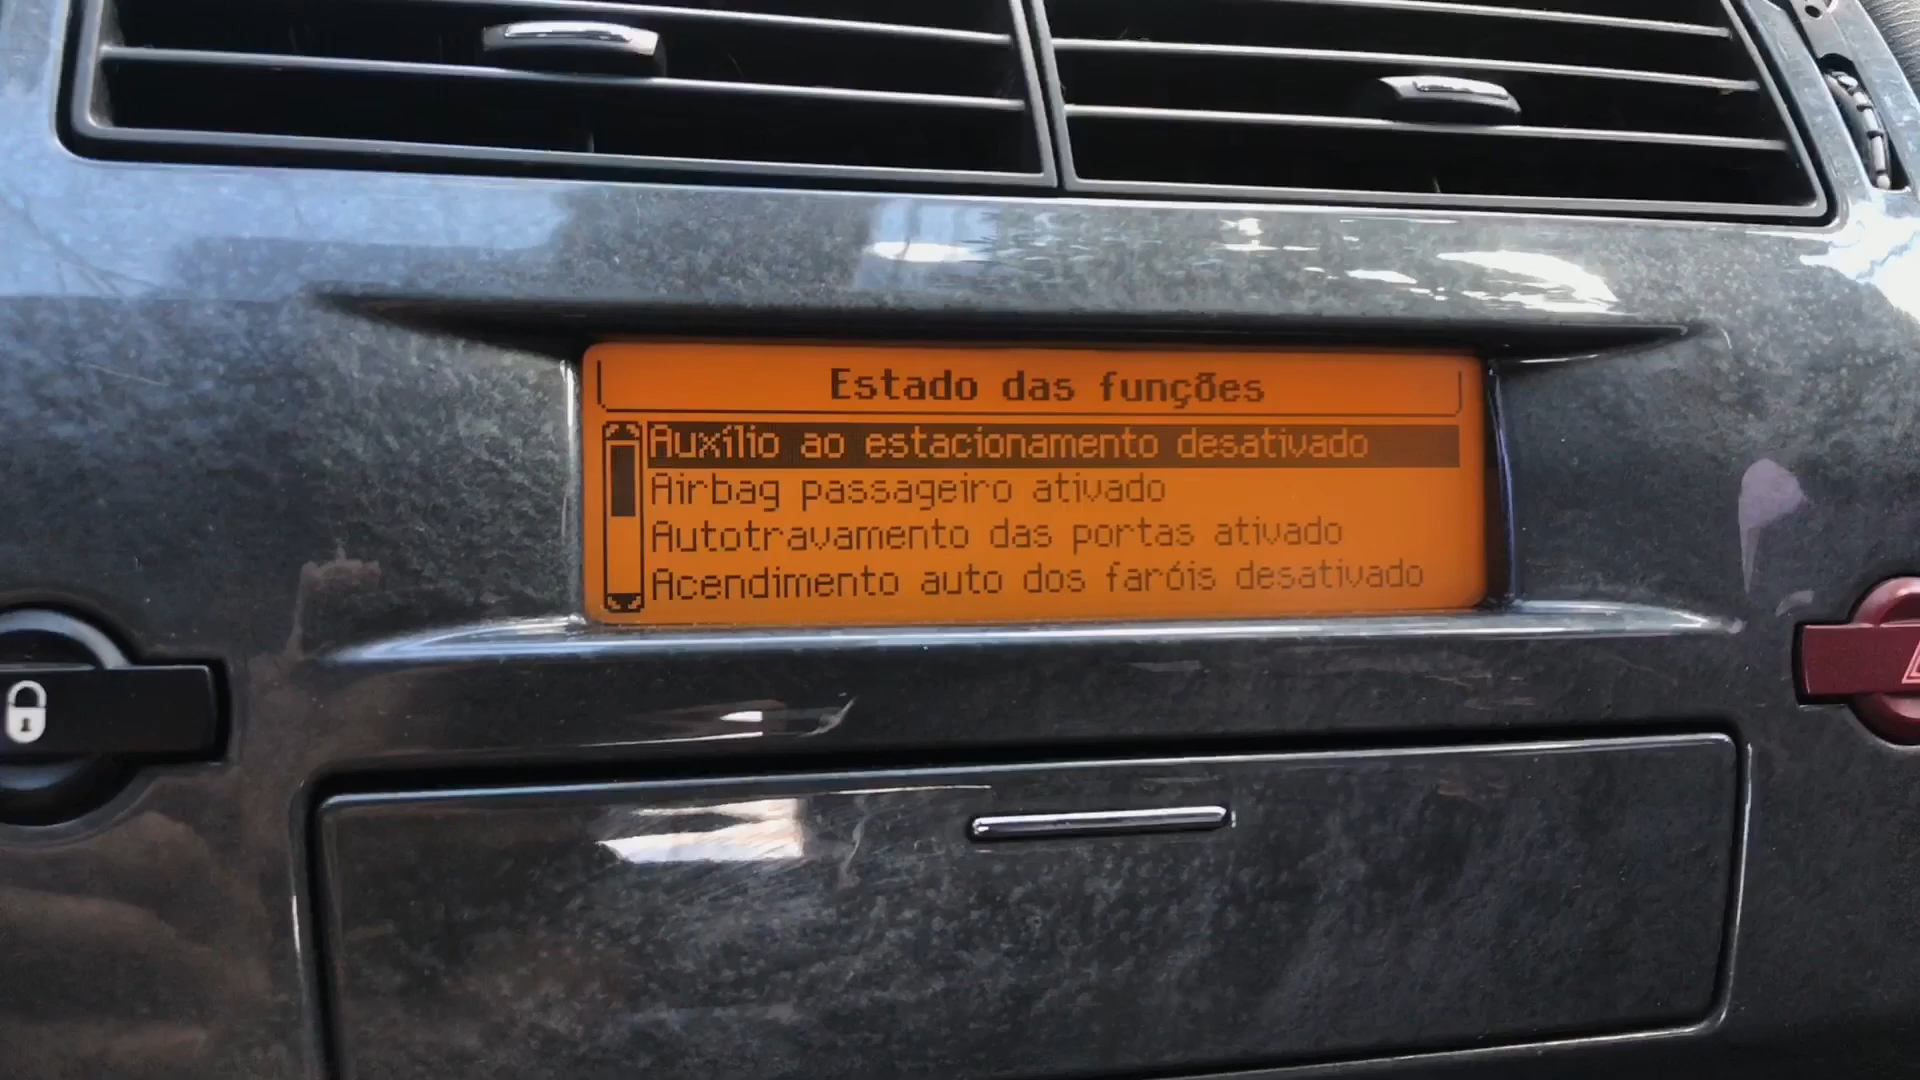 Estado das funções
Auxílio ao estacionamento desativado
Airbag passageiro ativado
Autotravamento das portas ativado
Acendimento auto dos faróis desativado